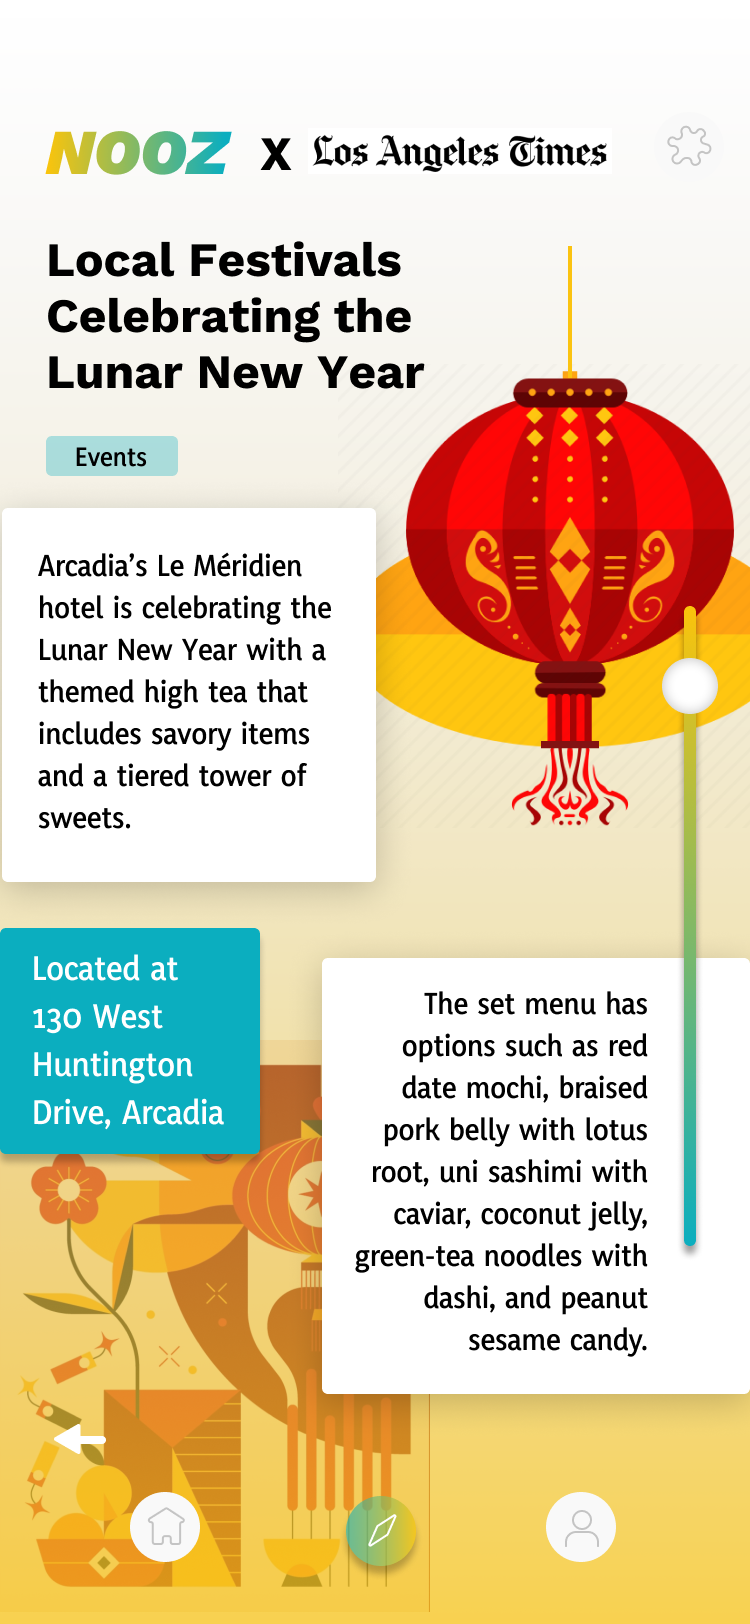 NOOZ X Los Angeles Times
Local Festivals
Celebrating the
Lunar New Year
Events
Arcadia’s Le Méridien
hotel is celebrating the
Lunar New Year with a
themed high tea that
includes savory items
and a tiered tower of
sweets.
Located at
130 West
Huntington
Drive, Arcadia
The set menu has
options such as red
date mochi, braised
pork belly with lotus
root, uni sashimi with
caviar, coconut jelly,
green-tea noodles with
dashi, and peanut
sesame candy.